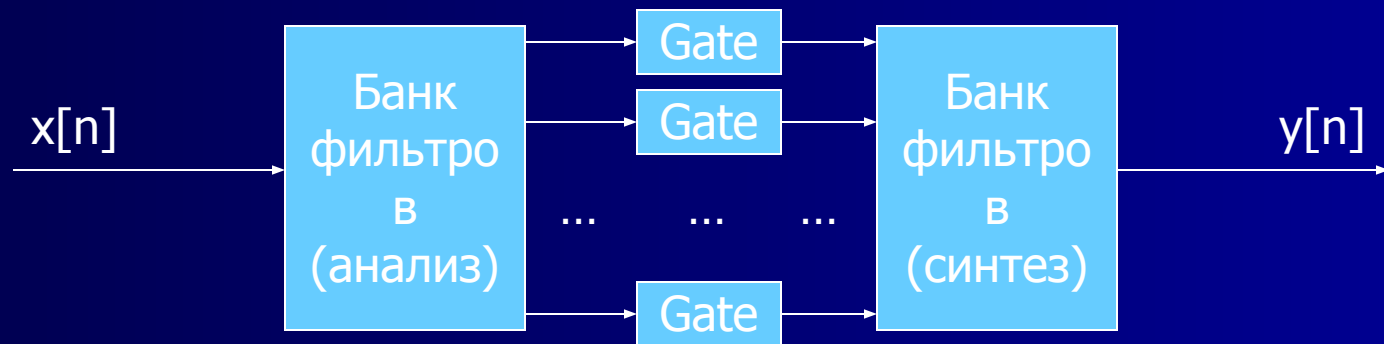 x[n]
Банк
фильтро
в
(анализ)
Gate
Gate
... ... ...
Gate
Банк
фильтро
в
(синтез)
y[n]